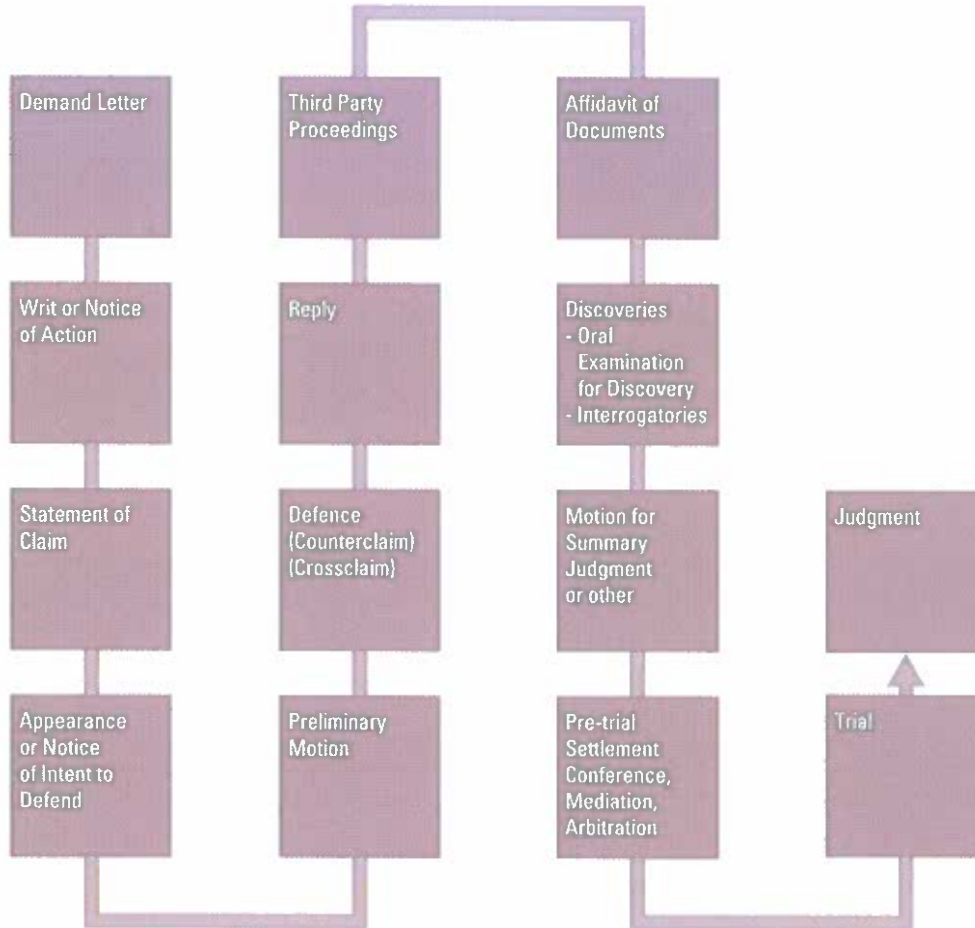 Demand Letter
Writ or Notice
of Action
Statement of
Claim
Appearance
or Notice
of Intent to
Defend
Preliminary
Motion
Defence
(Counterclaim)
(Crossclaim)
Reply
Third Party
Proceedings
Affidavit of
Documents
Discoveries
- Oral
Examination
for Discovery
- Interrogatories
Motion for
Summary
Judgment
or other
Pre-trial
Settlement
Conference,
Mediation,
Arbitration
Trial
Judgment